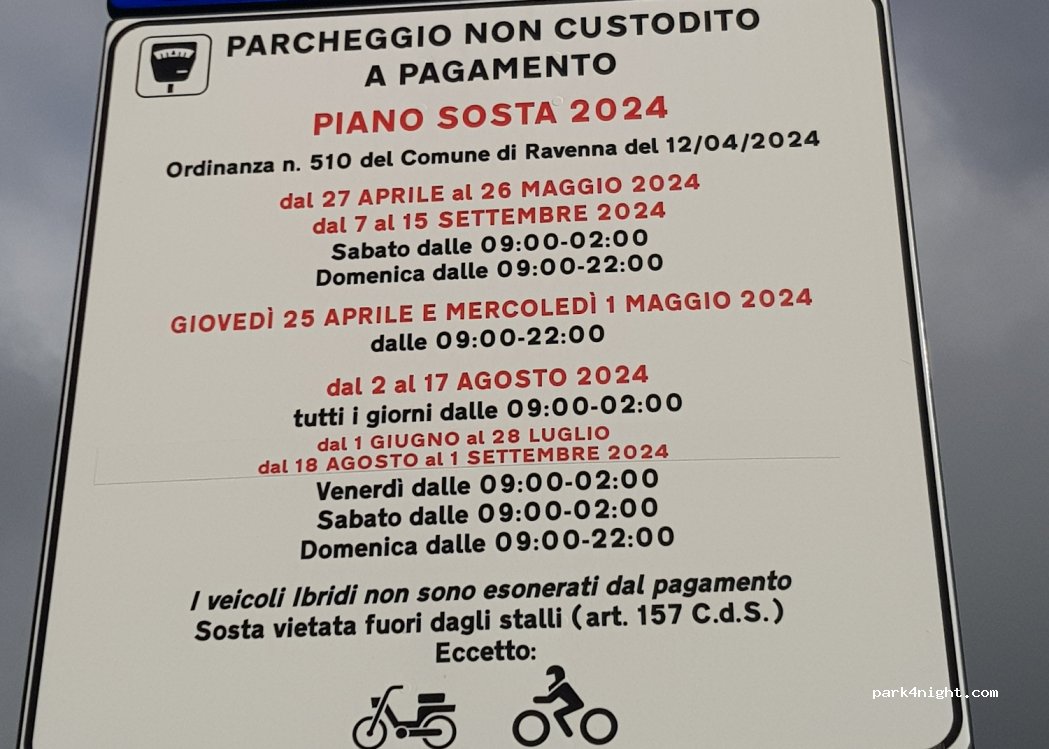 PARCHEGGIO NON CUSTODITO
A PAGAMENTO
PIANO SOSTA 2024
Ordinanza n. 510 del Comune di Ravenna del 12/04/2024
dal 27 APRILE al 26 MAGGIO 2024
dal 7 al 15 SETTEMBRE 2024
Sabato dalle 09:00-02:00
Domenica dalle 09:00-22:00
GIOVEDÌ 25 APRILE E MERCOLEDÌ 1 MAGGIO 2024
dalle 09:00-22:00
dal 2 al 17 AGOSTO 2024
tutti i giorni dalle 09:00-02:00
dal 1 GIUGNO al 28 LUGLIO
dal 18 AGOSTO al 1 SETTEMBRE 2024
Venerdì dalle 09:00-02:00
Sabato dalle 09:00-02:00
Domenica dalle 09:00-22:00
I veicoli Ibridi non sono esonerati dal pagamento
Sosta vietata fuori dagli stalli (art. 157 C.d.S.)
Eccetto:
park4night.com